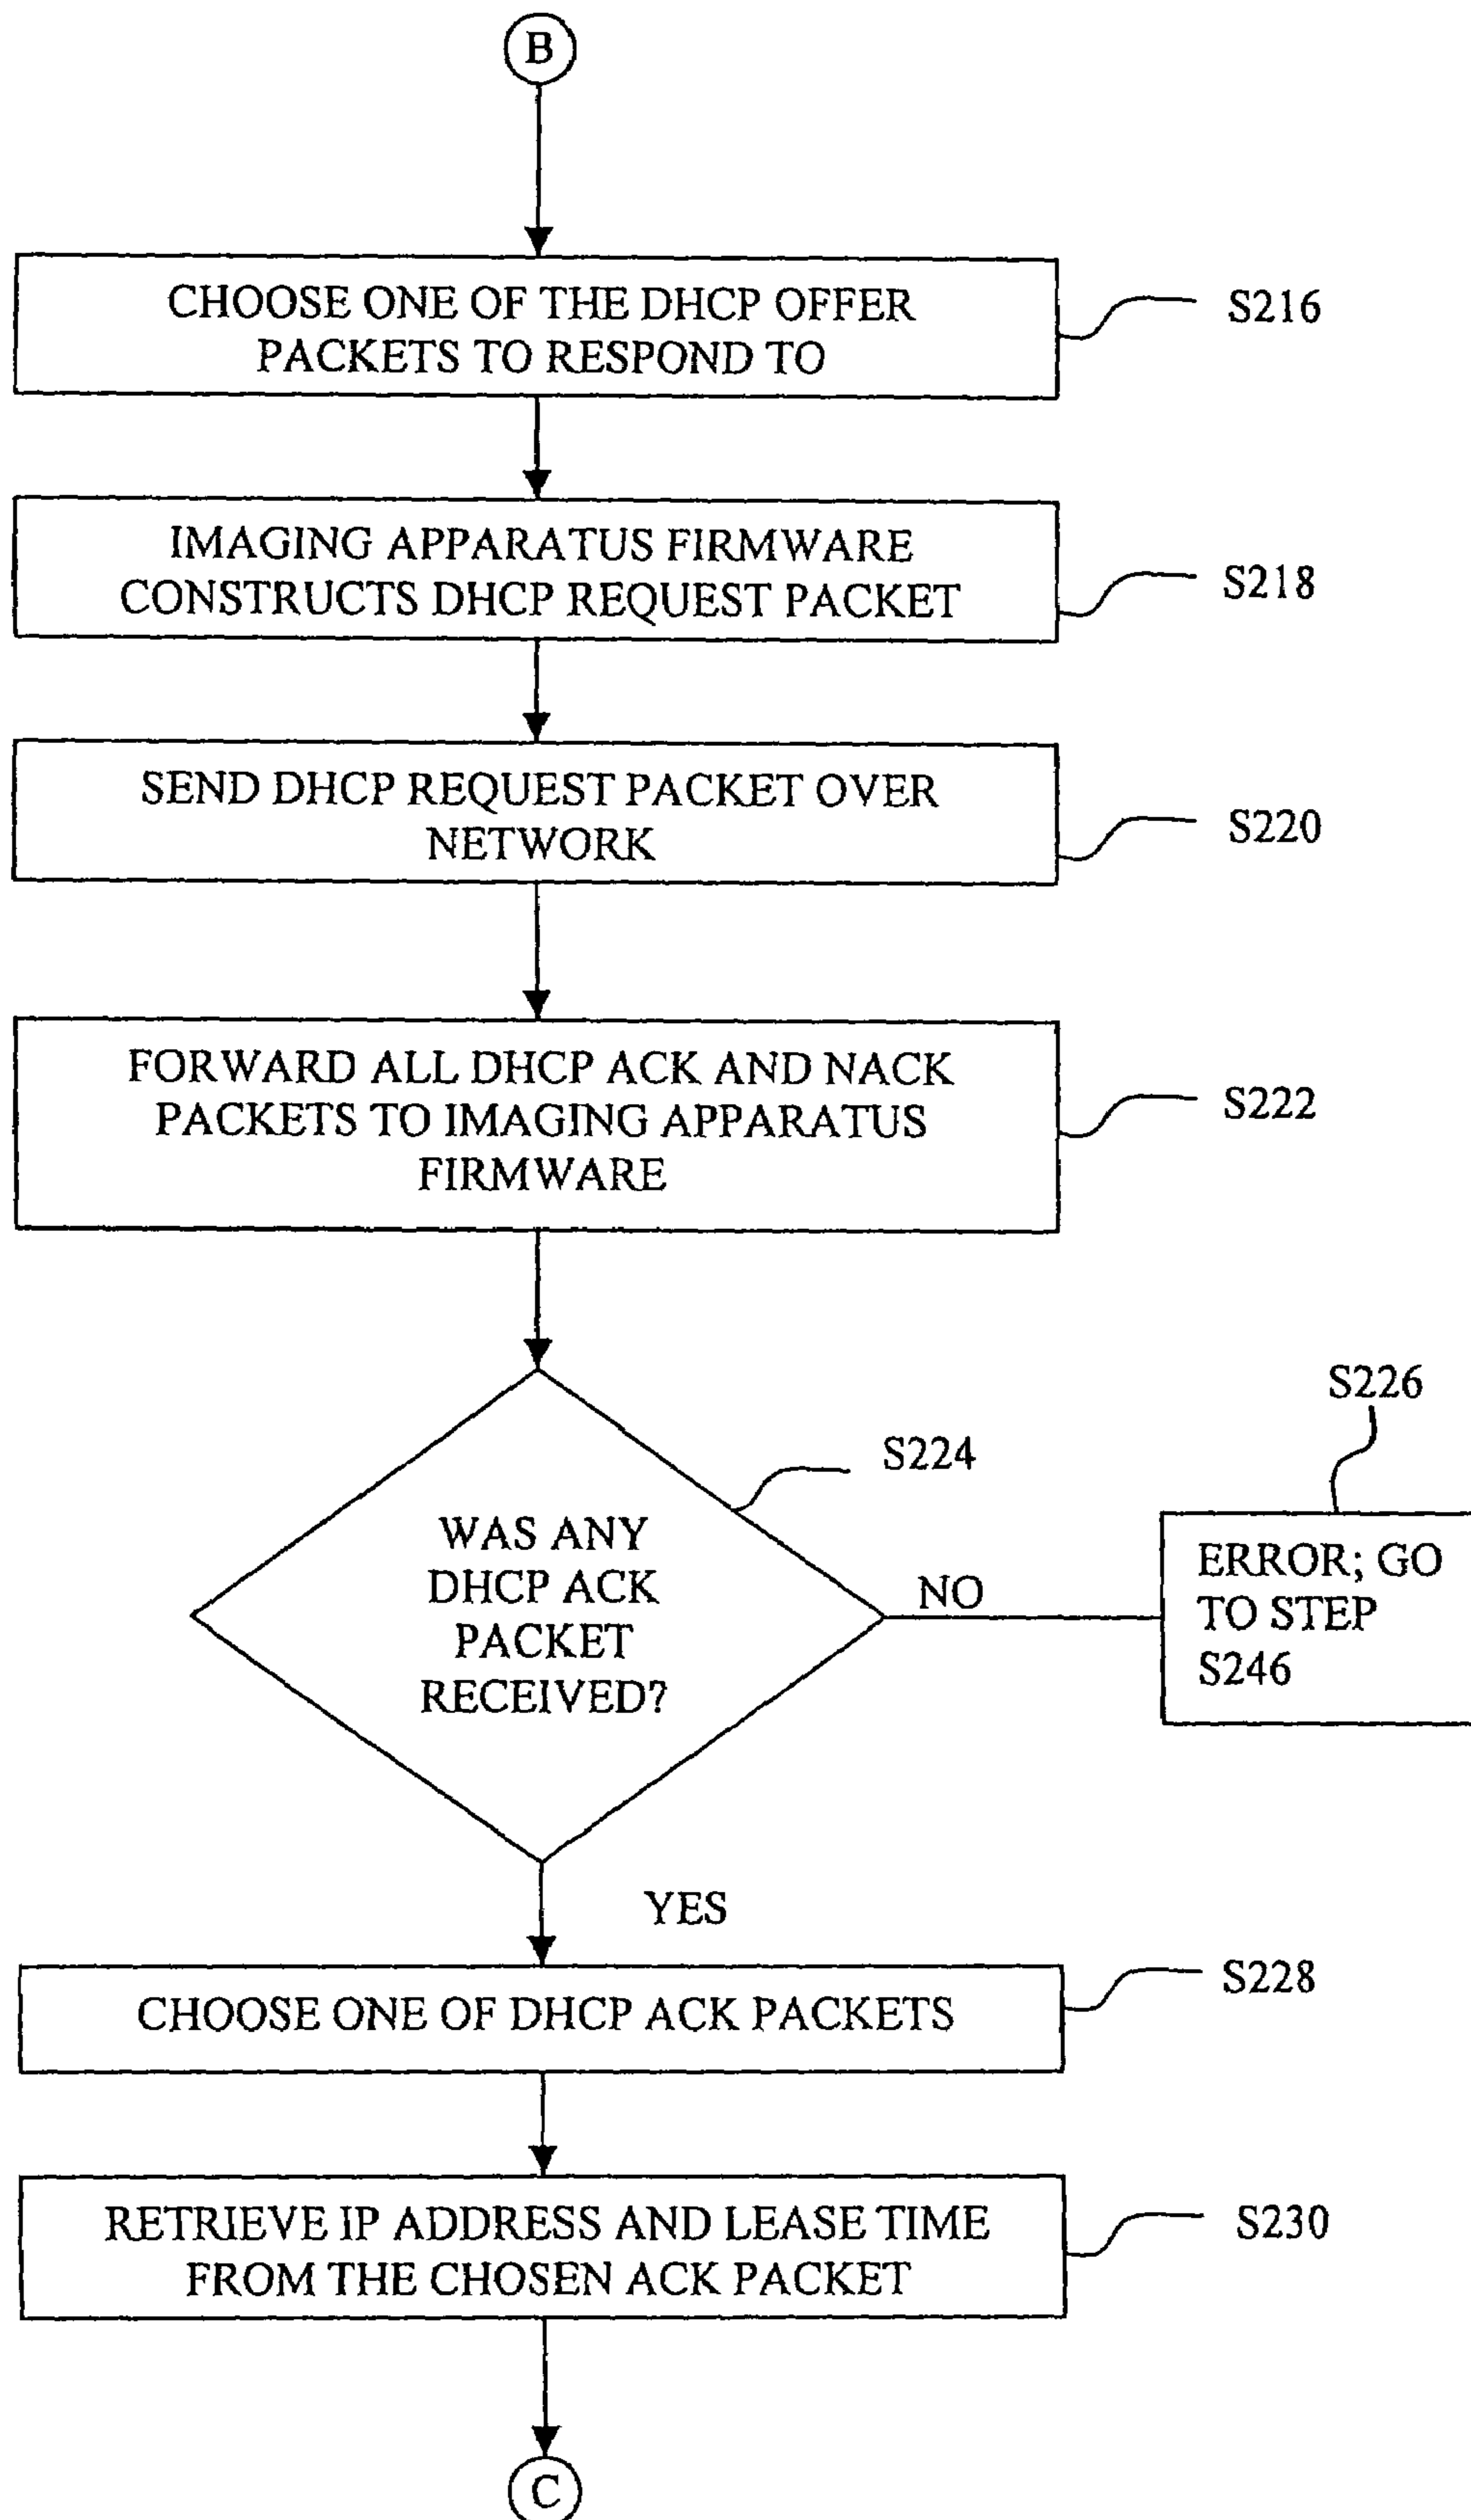 B
CHOOSE ONE OF THE DHCP OFFER
PACKETS TO RESPOND TO
S216
IMAGING APPARATUS FIRMWARE
CONSTRUCTS DHCP REQUEST PACKET
S218
SEND DHCP REQUEST PACKET OVER
NETWORK
S220
FORWARD ALL DHCP ACK AND NACK
PACKETS TO IMAGING APPARATUS
FIRMWARE
S222
S224
WAS ANY
DHCP ACK
PACKET
RECEIVED?
NO
S226
ERROR; GO
TO STEP
S246
YES
CHOOSE ONE OF DHCP ACK PACKETS
S228
RETRIEVE IP ADDRESS AND LEASE TIME
FROM THE CHOSEN ACK PACKET
S230
C